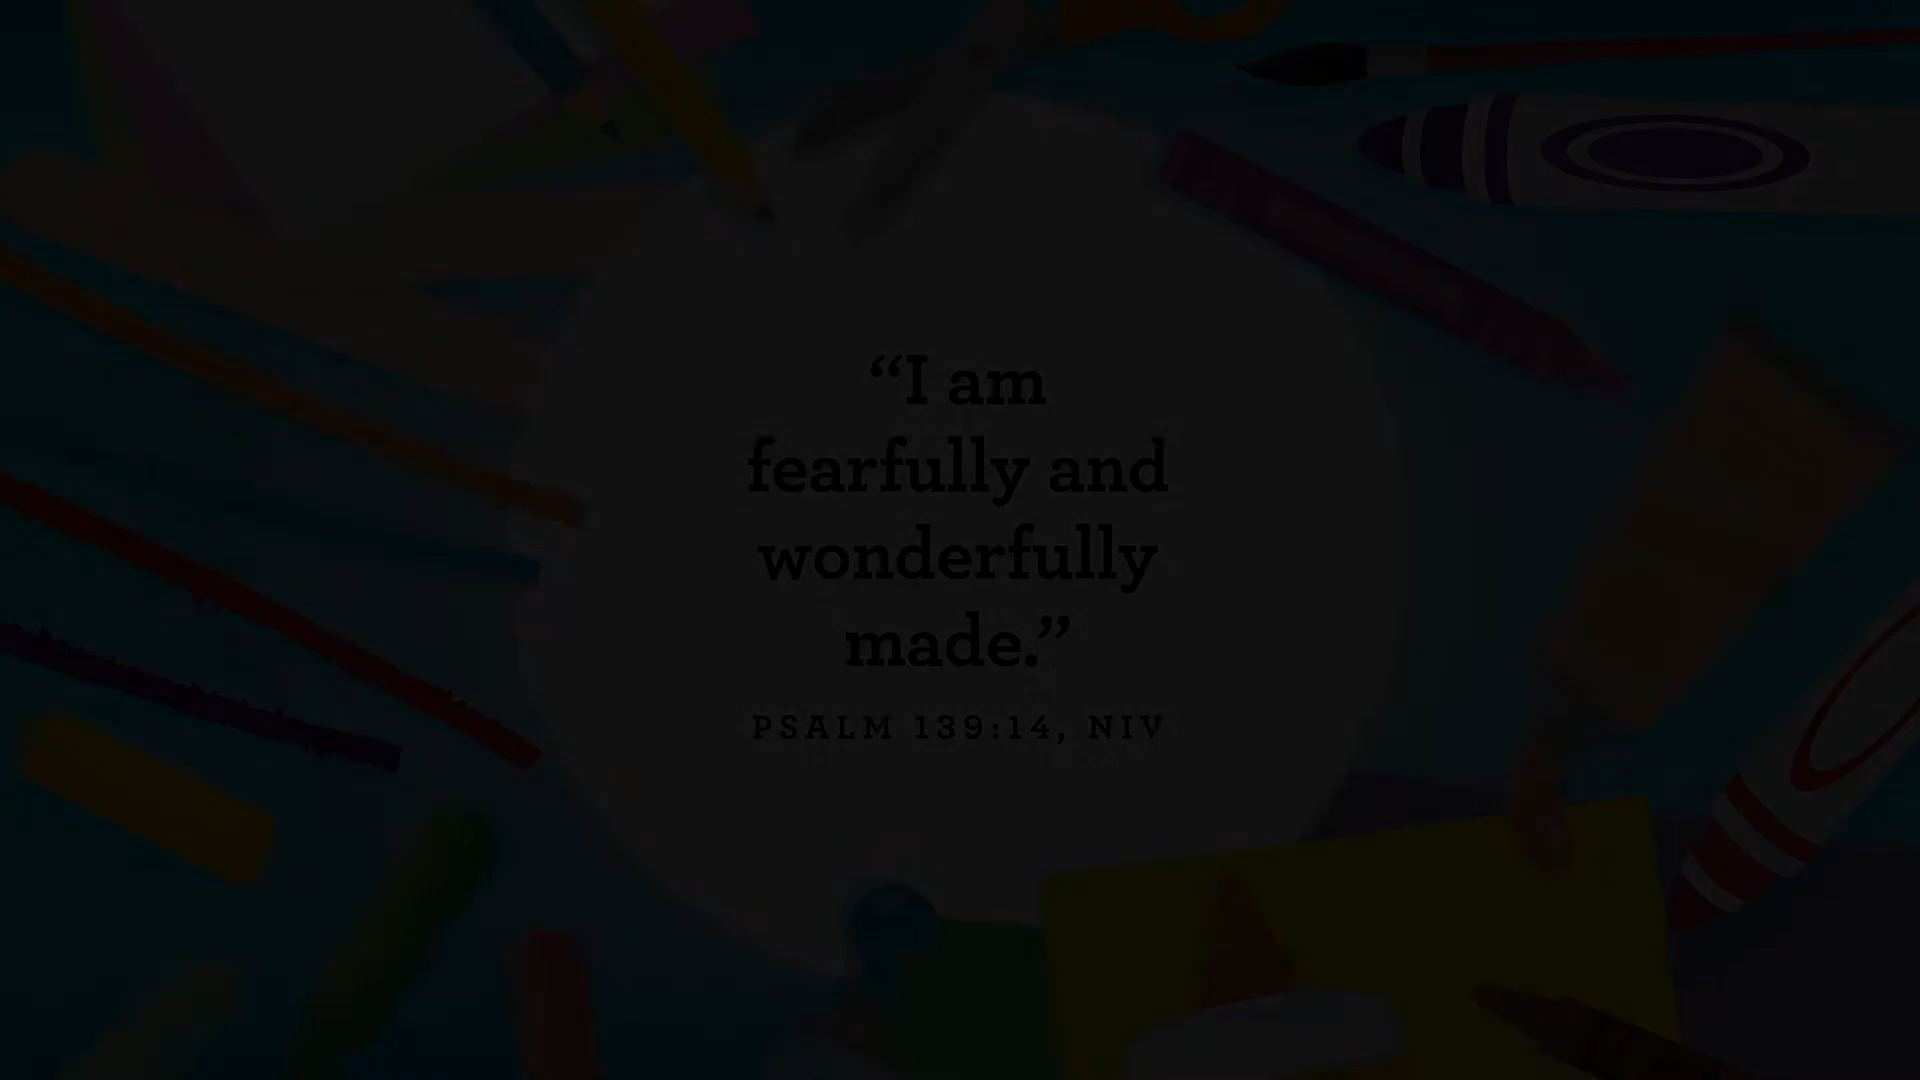 “I am
fearfully and
wonderfully
made.”
PSALM 139:14, NIV